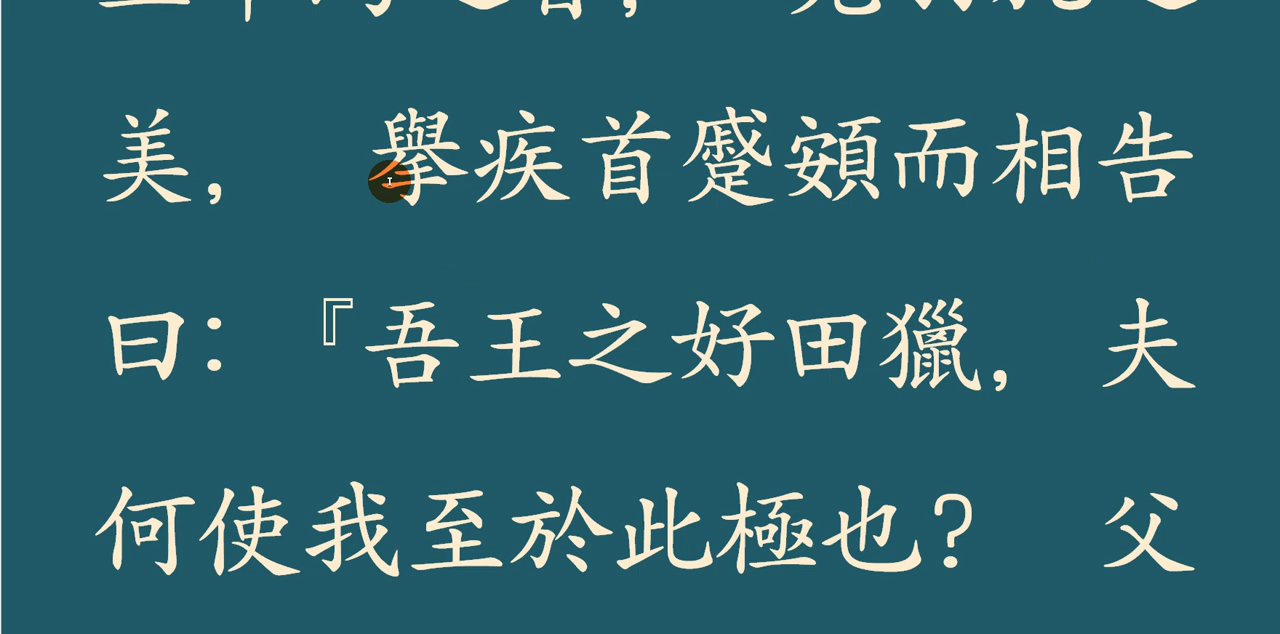 美，舉疾首蹙頞而相告
曰：『吾王之好田獵，夫
何使我至於此極也？父